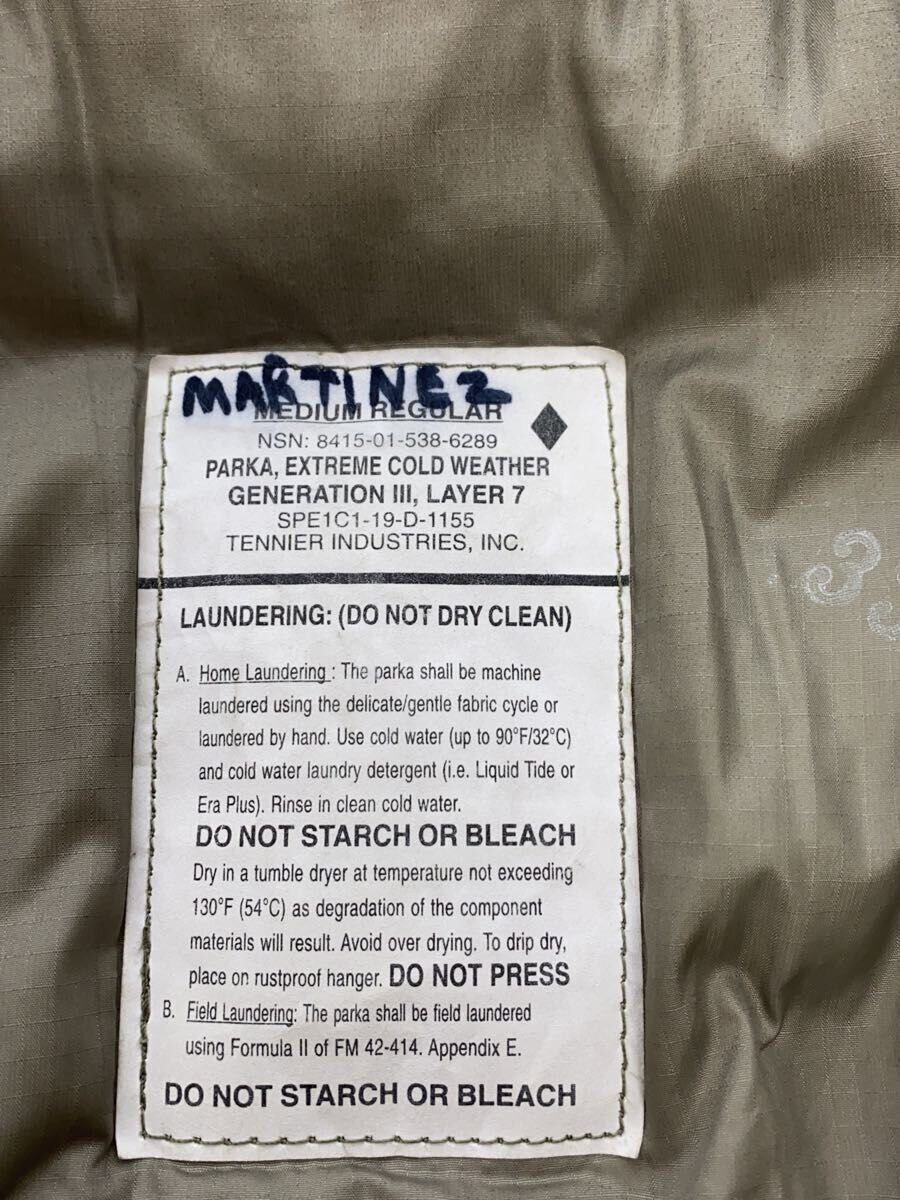 MARTINEZ
MEDIUM REGULAR
NSN: 8415-01-538-6289
PARKA, EXTREME COLD WEATHER
GENERATION III, LAYER 7
SPE1C1-19-D-1155
TENNIER INDUSTRIES, INC.
LAUNDERING: (DO NOT DRY CLEAN)
A. Home Laundering : The parka shall be machine
laundered using the delicate/gentle fabric cycle or
laundered by hand. Use cold water (up to 90°F/32°C)
and cold water laundry detergent (i.e. Liquid Tide or
Era Plus). Rinse in clean cold water.
DO NOT STARCH OR BLEACH
Dry in a tumble dryer at temperature not exceeding
130°F (54°C) as degradation of the component
materials will result. Avoid over drying. To drip dry,
place on rustproof hanger. DO NOT PRESS
B. Field Laundering: The parka shall be field laundered
using Formula II of FM 42-414. Appendix E.
DO NOT STARCH OR BLEACH